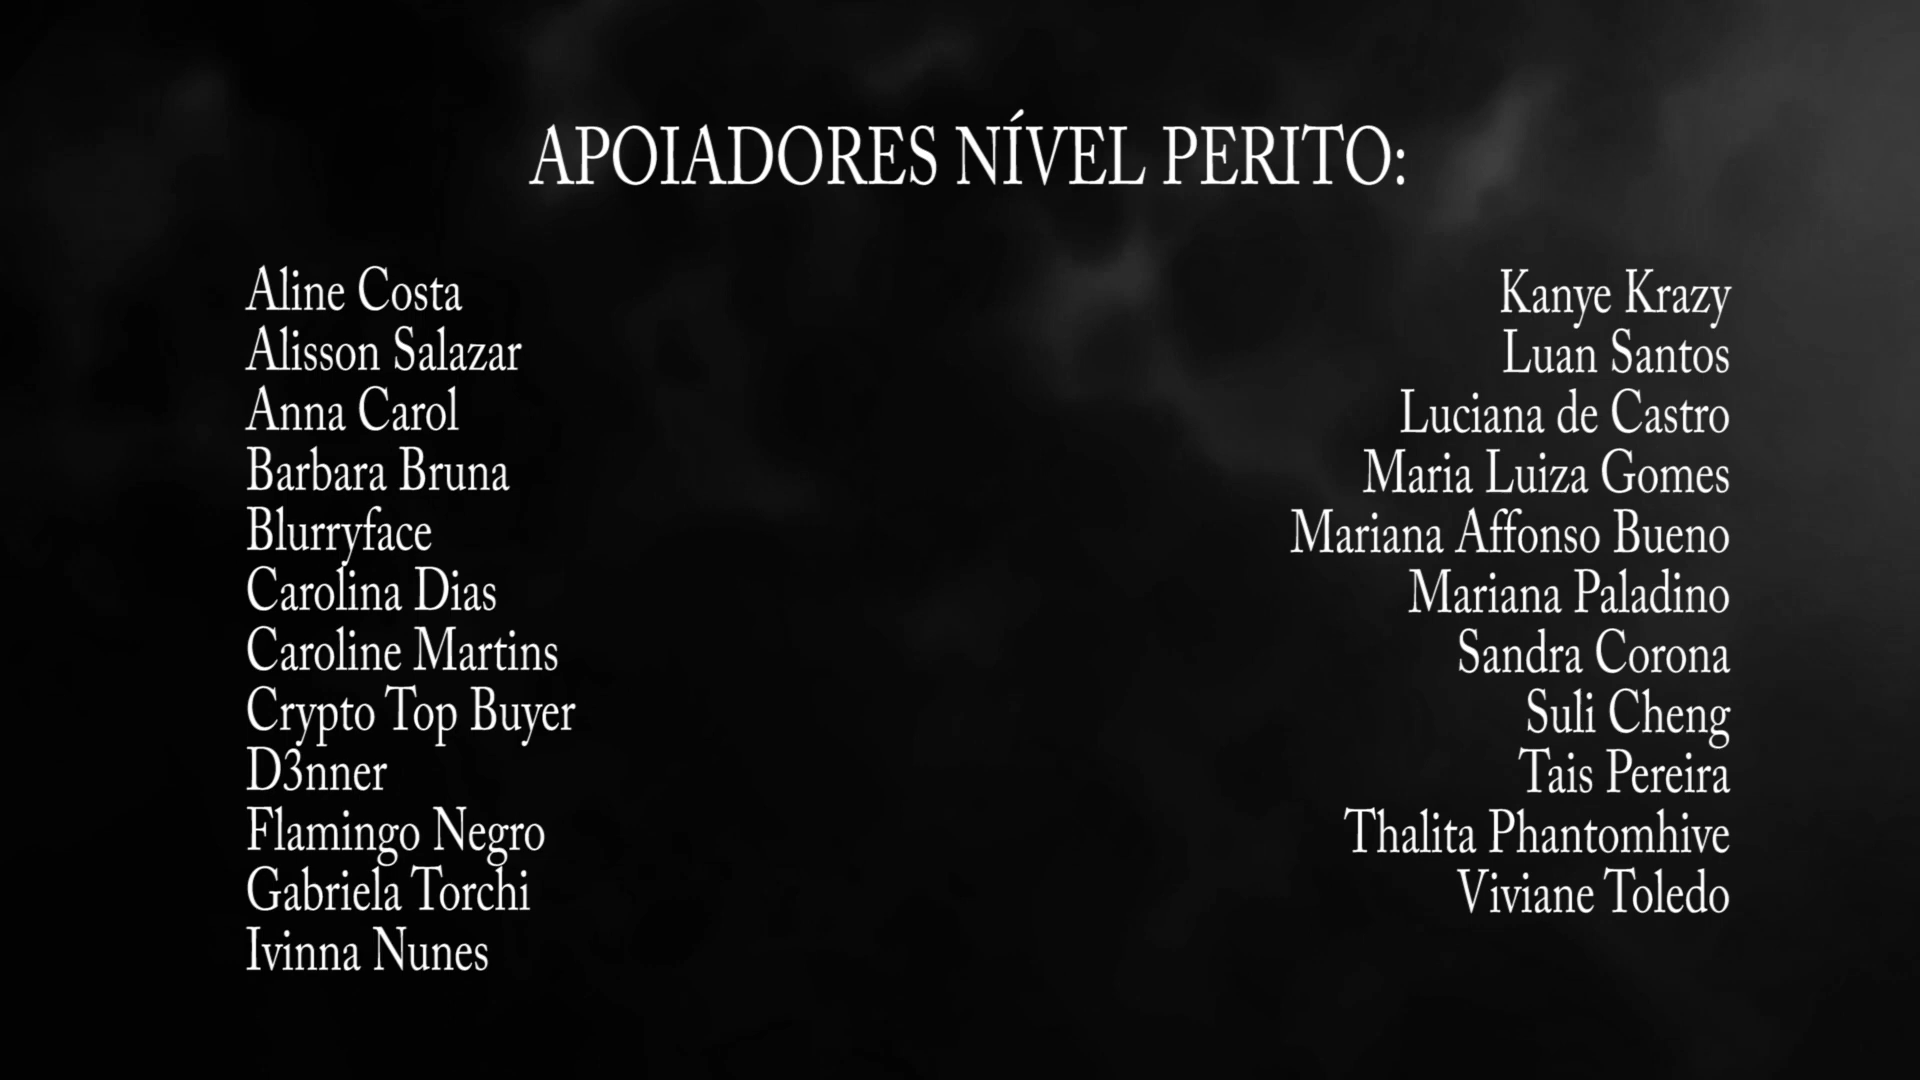 APOIADORES NÍVEL PERITO:
Aline Costa
Alisson Salazar
Anna Carol
Barbara Bruna
Blurryface
Carolina Dias
Caroline Martins
Crypto Top Buyer
D3nner
Flamingo Negro
Gabriela Torchi
Ivinna Nunes
Kanye Krazy
Luan Santos
Luciana de Castro
Maria Luiza Gomes
Mariana Affonso Bueno
Mariana Paladino
Sandra Corona
Suli Cheng
Tais Pereira
Thalita Phantomhive
Viviane Toledo